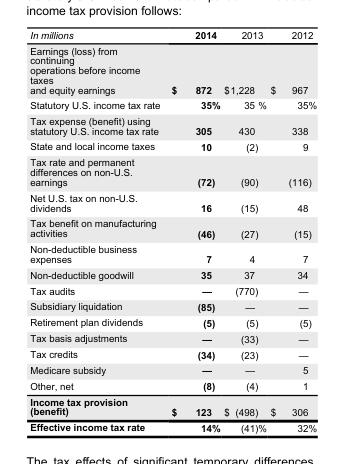 income tax provision follows:
In millions 2014 2013 2012
Earnings (loss) from
continuing
operations before income
taxes
and equity earnings $ 872 $1,228 $ 967
Statutory U.S. income tax rate 35% 35 % 35%
Tax expense (benefit) using
statutory U.S. income tax rate 305 430 338
State and local income taxes 10 (2) 9
Tax rate and permanent
differences on non-U.S.
earnings (72) (90) (116)
Net U.S. tax on non-U.S.
dividends 16 (15) 48
Tax benefit on manufacturing
activities (46) (27) (15)
Non-deductible business
expenses 7 4 7
Non-deductible goodwill 35 37 34
Tax audits — (770) —
Subsidiary liquidation (85) — —
Retirement plan dividends (5) (5) (5)
Tax basis adjustments — (33) —
Tax credits (34) (23) —
Medicare subsidy — — 5
Other, net (8) (4) 1
Income tax provision
(benefit) $ 123 $ (498) $ 306
Effective income tax rate 14% (41)% 32%
The tax effects of significant temporary differences,